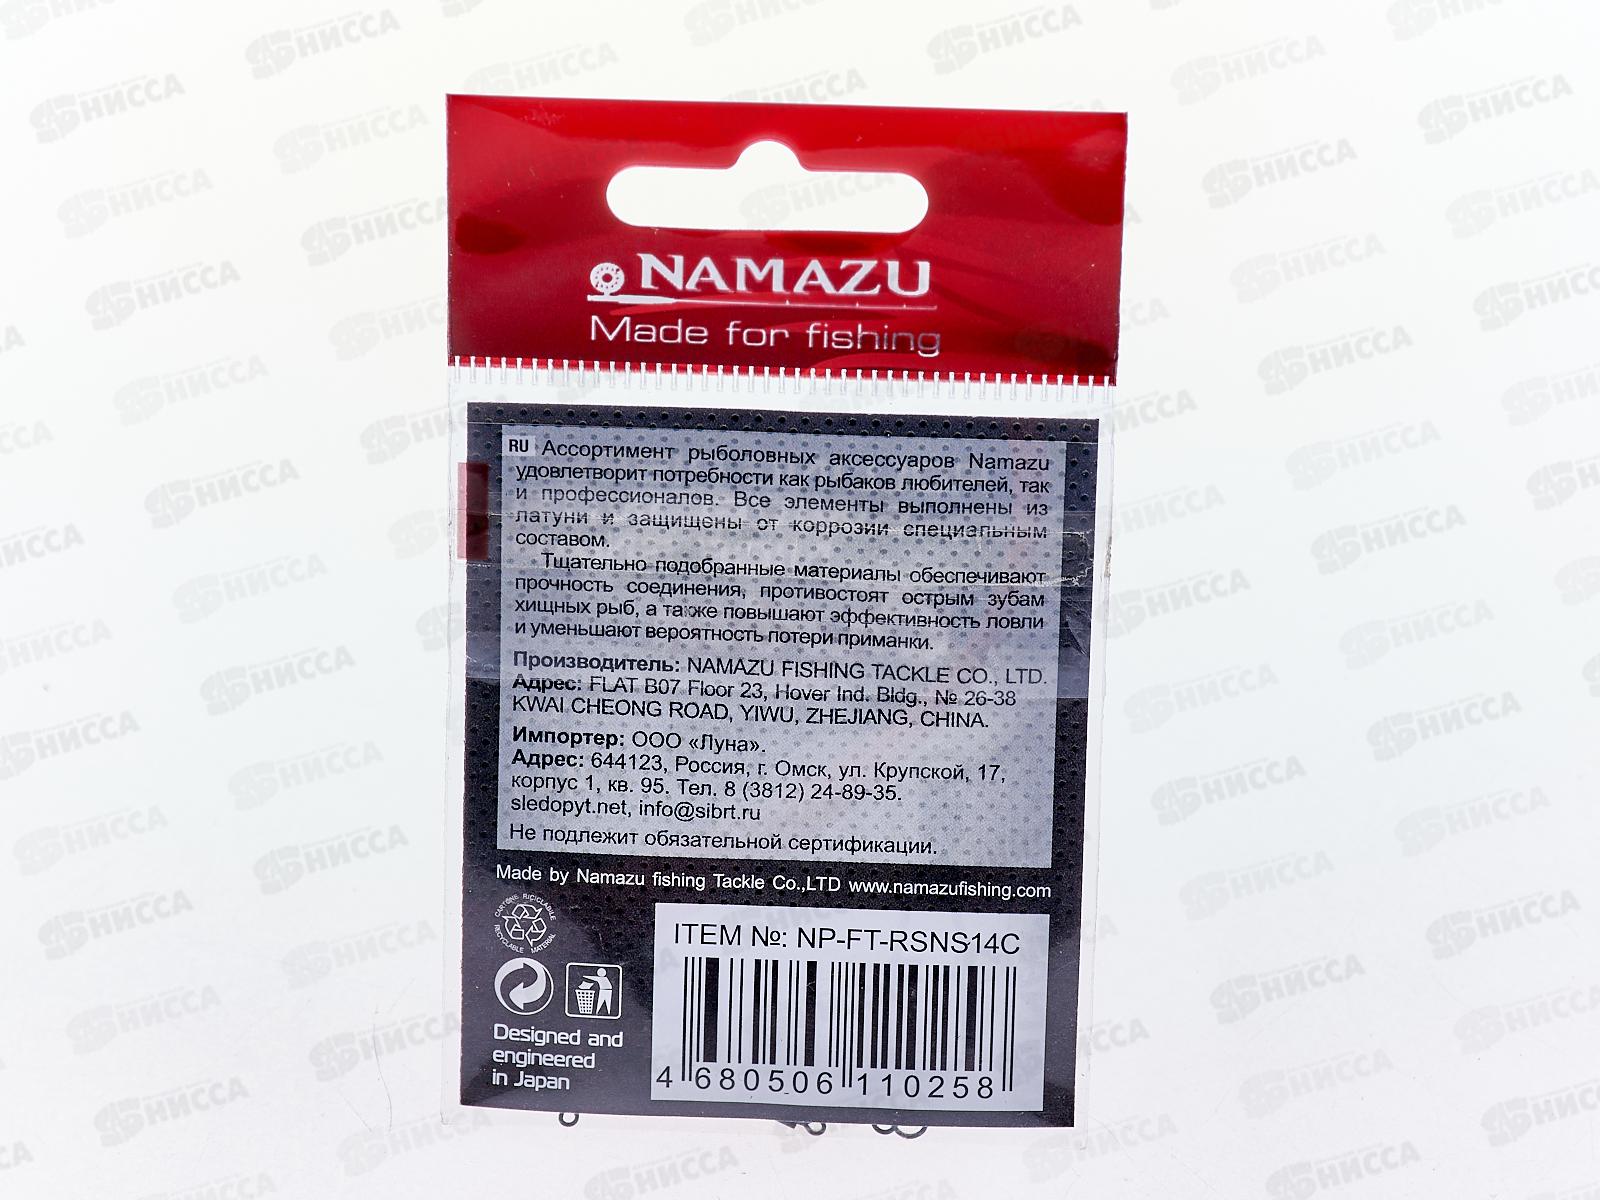 NAMAZU
Made for fishing
RU Ассортимент рыболовных аксессуаров Namazu
удовлетворит потребности как рыбаков любителей, так
и профессионалов. Все элементы выполнены из
латуни и защищены от коррозии специальным
составом.
Тщательно подобранные материалы обеспечивают
прочность соединения, противостоят острым зубам
хищных рыб, а также повышают эффективность ловли
и уменьшают вероятность потери приманки.
Производитель: NAMAZU FISHING TACKLE CO., LTD.
Адрес: FLAT B07 Floor 23, Hover Ind. Bldg., № 26-38
KWAI CHEONG ROAD, YIWU, ZHEJIANG, CHINA.
Импортер: ООО «Луна».
Адрес: 644123, Россия, г. Омск, ул. Крупской, 17,
корпус 1, кв. 95. Тел. 8 (3812) 24-89-35.
sledopyt.net, info@sibrt.ru
Не подлежит обязательной сертификации.
Made by Namazu fishing Tackle Co.,LTD www.namazufishing.com
CARTONE RICICLABILE
RECYCLABLE MATERIAL
Designed and
engineered
in Japan
ITEM №: NP-FT-RSNS14C
4 680506 110258
НИССА